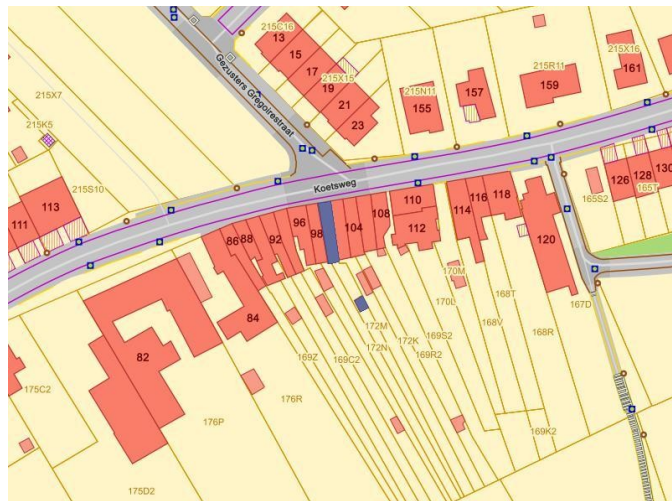 215C16
13
15
17
215X15
19
21
23
Gezusters Gregoirestraat
215X7
215K5
215S10
113
111
215N11
155
157
215R11
159
215X16
161
Koetsweg
126
128
130
165T
165S2
86
88
92
96
98
104
108
110
112
114
116
118
120
84
82
170M
170L
168T
168V
168R
167D
172M
172N
172K
169S2
169R2
169Z
169C2
176R
176P
175C2
175D2
169K2